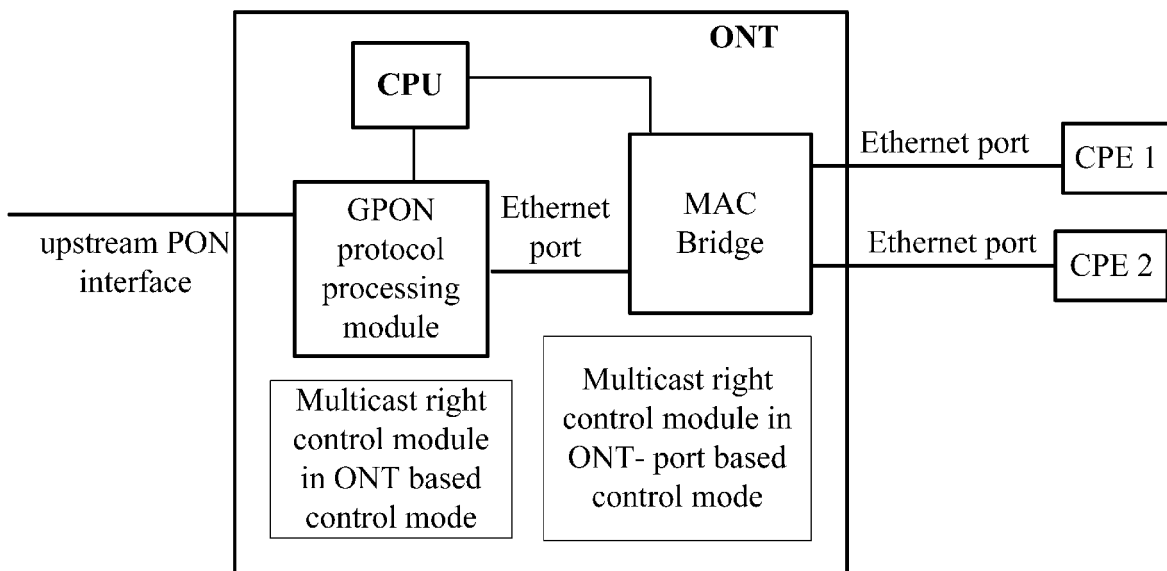 ONT
CPU
Ethernet port
CPE 1
GPON
protocol
processing
module
Ethernet
port
MAC
Bridge
upstream PON
interface
Ethernet port
CPE 2
Multicast right
control module
in ONT based
control mode
Multicast right
control module in
ONT- port based
control mode